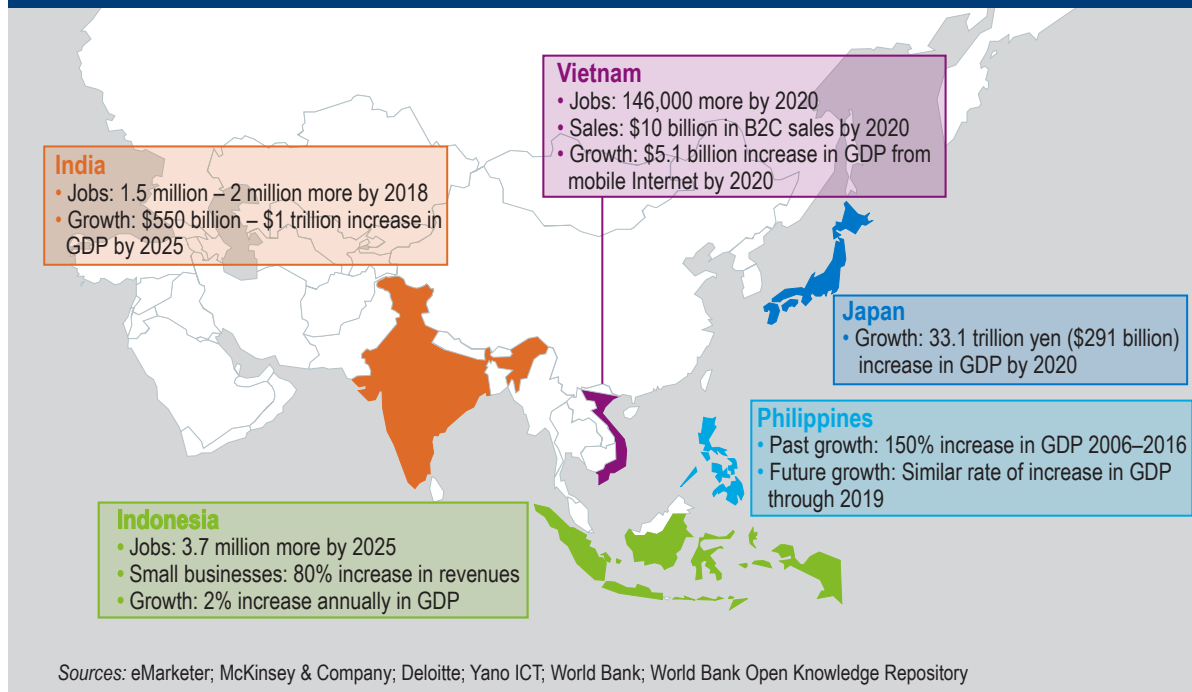 Vietnam
• Jobs: 146,000 more by 2020
• Sales: $10 billion in B2C sales by 2020
• Growth: $5.1 billion increase in GDP from
mobile Internet by 2020
India
• Jobs: 1.5 million – 2 million more by 2018
• Growth: $550 billion – $1 trillion increase in
GDP by 2025
Japan
• Growth: 33.1 trillion yen ($291 billion)
increase in GDP by 2020
Philippines
• Past growth: 150% increase in GDP 2006–2016
• Future growth: Similar rate of increase in GDP
through 2019
Indonesia
• Jobs: 3.7 million more by 2025
• Small businesses: 80% increase in revenues
• Growth: 2% increase annually in GDP
Sources: eMarketer; McKinsey & Company; Deloitte; Yano ICT; World Bank; World Bank Open Knowledge Repository